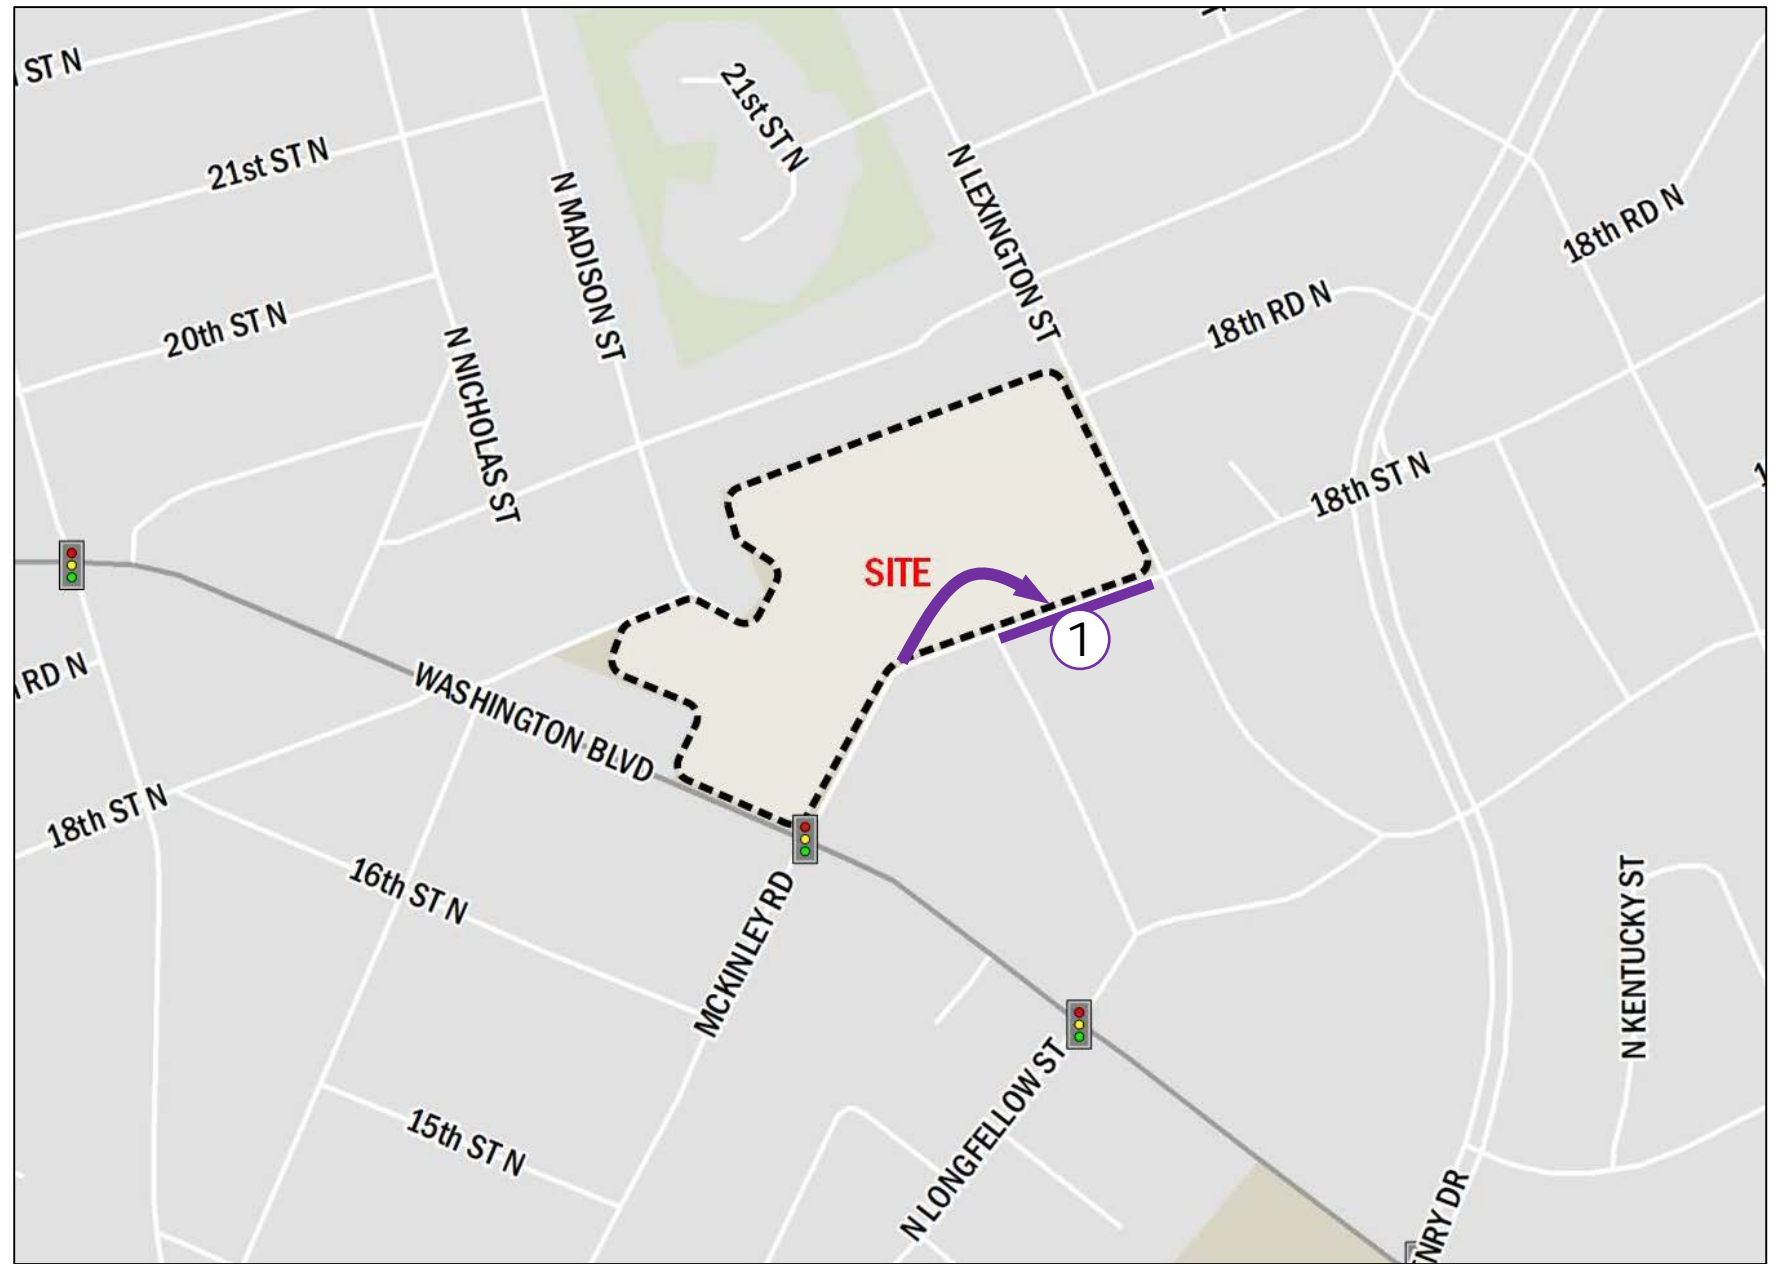 ST N
21st ST N
21st ST N
N MADISON ST
N LEXINGTON ST
18th RD N
18th RD N
20th ST N
N NICHOLAS ST
18th ST N
SITE
1
RD N
WASHINGTON BLVD
18th ST N
16th ST N
MCKINLEY RD
N KENTUCKY ST
15th ST N
N LONGFELLOW ST
NRY DR